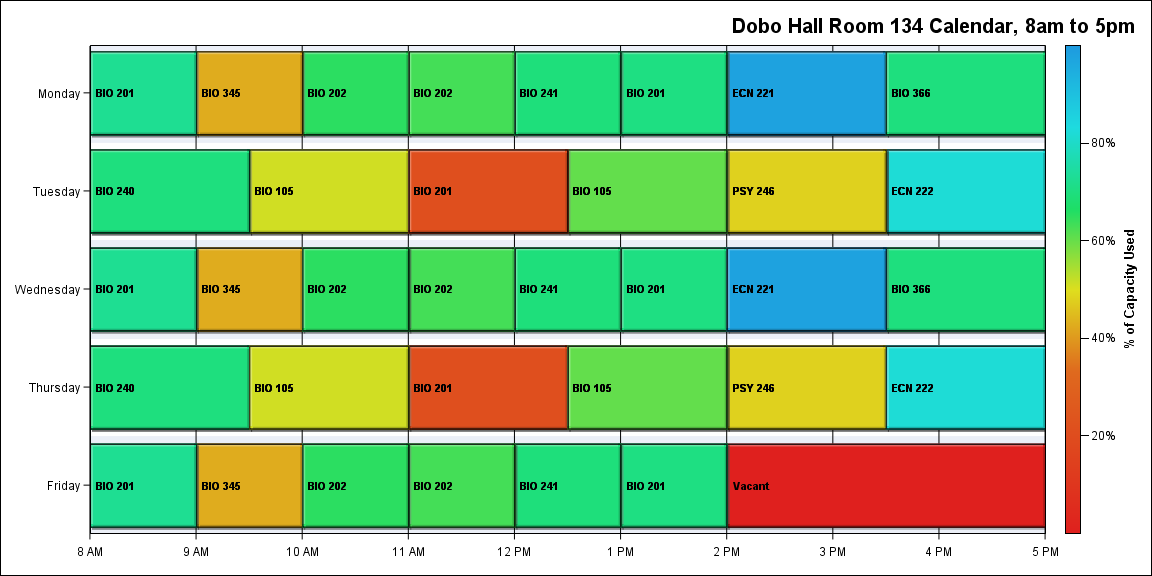 Dobo Hall Room 134 Calendar, 8am to 5pm
Monday
BIO 201 BIO 345 BIO 202 BIO 202 BIO 241 BIO 201 ECN 221 BIO 366
Tuesday
BIO 240 BIO 105 BIO 201 BIO 105 PSY 246 ECN 222
Wednesday
BIO 201 BIO 345 BIO 202 BIO 202 BIO 241 BIO 201 ECN 221 BIO 366
Thursday
BIO 240 BIO 105 BIO 201 BIO 105 PSY 246 ECN 222
Friday
BIO 201 BIO 345 BIO 202 BIO 202 BIO 241 BIO 201 Vacant
8 AM 9 AM 10 AM 11 AM 12 PM 1 PM 2 PM 3 PM 4 PM 5 PM
80%
60%
40%
20%
% of Capacity Used